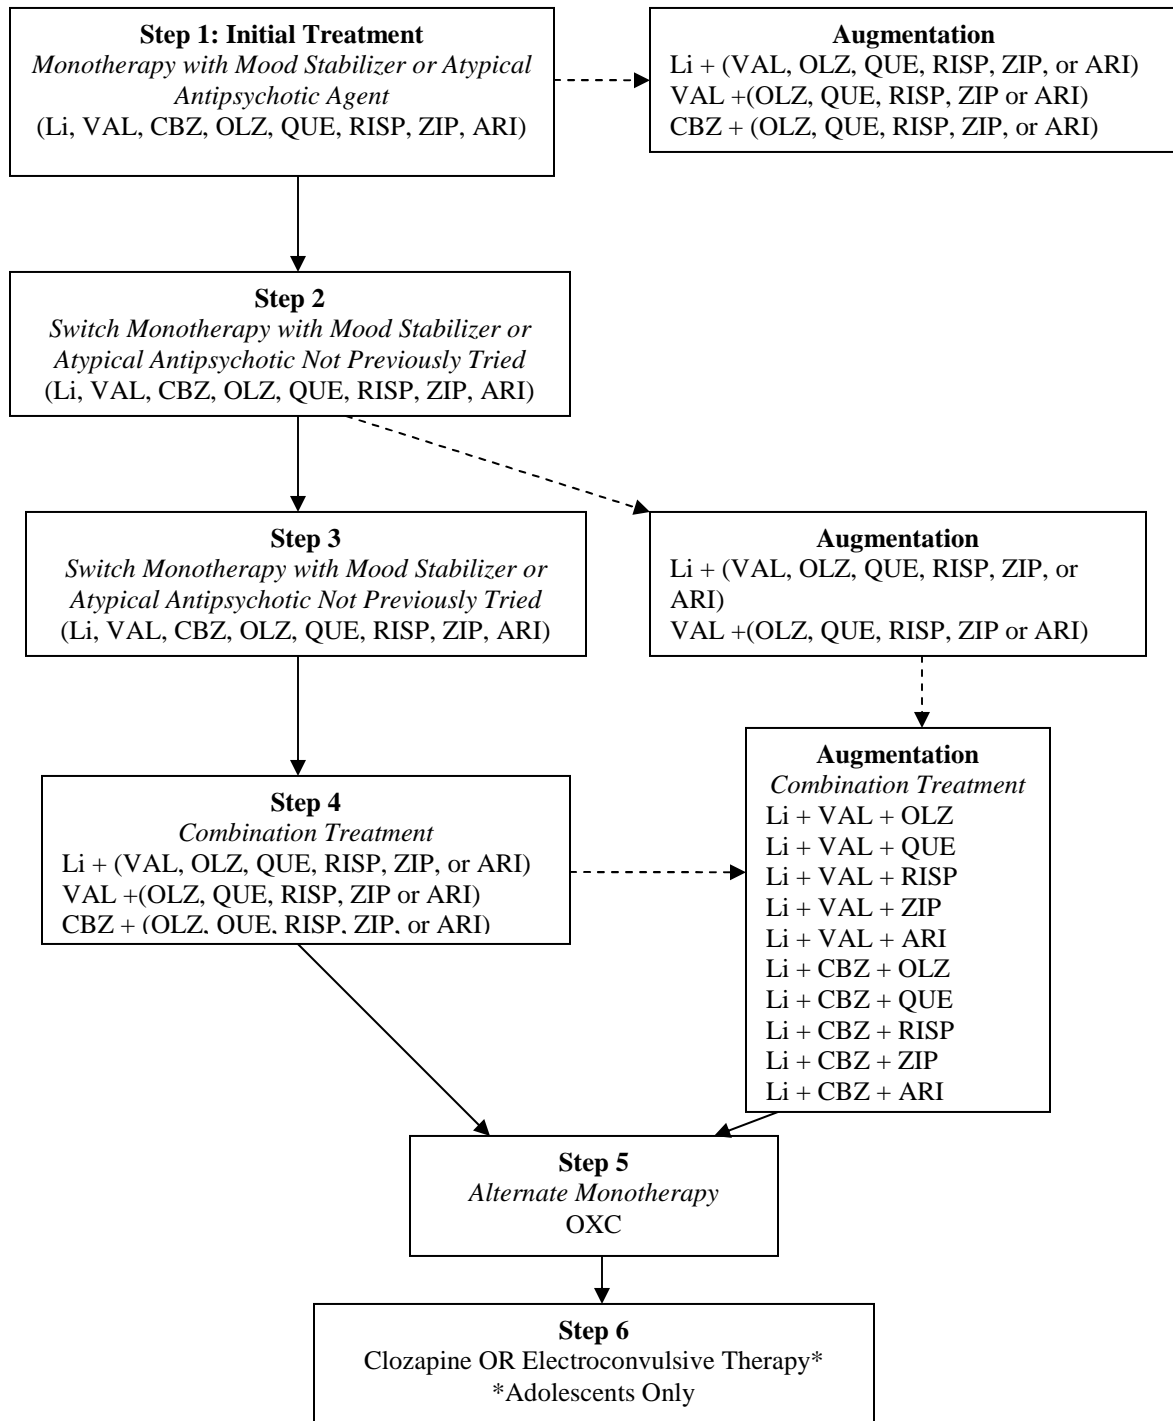 Step 1: Initial Treatment
Monotherapy with Mood Stabilizer or Atypical
Antipsychotic Agent
(Li, VAL, CBZ, OLZ, QUE, RISP, ZIP, ARI)
Augmentation
Li + (VAL, OLZ, QUE, RISP, ZIP, or ARI)
VAL +(OLZ, QUE, RISP, ZIP or ARI)
CBZ + (OLZ, QUE, RISP, ZIP, or ARI)
Step 2
Switch Monotherapy with Mood Stabilizer or
Atypical Antipsychotic Not Previously Tried
(Li, VAL, CBZ, OLZ, QUE, RISP, ZIP, ARI)
Step 3
Switch Monotherapy with Mood Stabilizer or
Atypical Antipsychotic Not Previously Tried
(Li, VAL, CBZ, OLZ, QUE, RISP, ZIP, ARI)
Augmentation
Li + (VAL, OLZ, QUE, RISP, ZIP, or
ARI)
VAL +(OLZ, QUE, RISP, ZIP or ARI)
Step 4
Combination Treatment
Li + (VAL, OLZ, QUE, RISP, ZIP, or ARI)
VAL +(OLZ, QUE, RISP, ZIP or ARI)
CBZ + (OLZ, QUE, RISP, ZIP, or ARI)
Augmentation
Combination Treatment
Li + VAL + OLZ
Li + VAL + QUE
Li + VAL + RISP
Li + VAL + ZIP
Li + VAL + ARI
Li + CBZ + OLZ
Li + CBZ + QUE
Li + CBZ + RISP
Li + CBZ + ZIP
Li + CBZ + ARI
Step 5
Alternate Monotherapy
OXC
Step 6
Clozapine OR Electroconvulsive Therapy*
*Adolescents Only